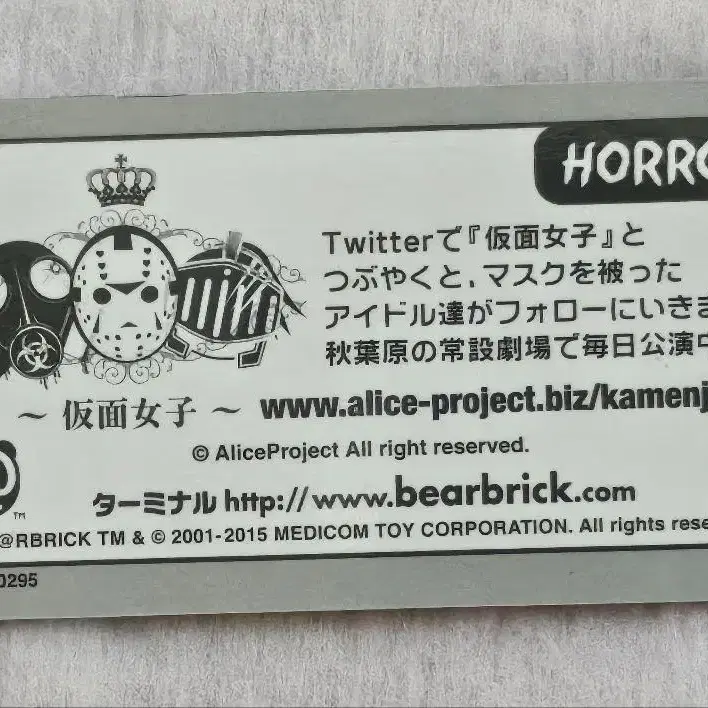 HORRO
Twitterで『仮面女子』と
つぶやくと、マスクを被った
アイドル達がフォローにいきま
秋葉原の常設劇場で毎日公演中
～ 仮面女子 ～ www.alice-project.biz/kamenj
© AliceProject All right reserved.
TM
ターミナル http://www.bearbrick.com
@RBRICK TM & © 2001-2015 MEDICOM TOY CORPORATION. All rights rese
0295